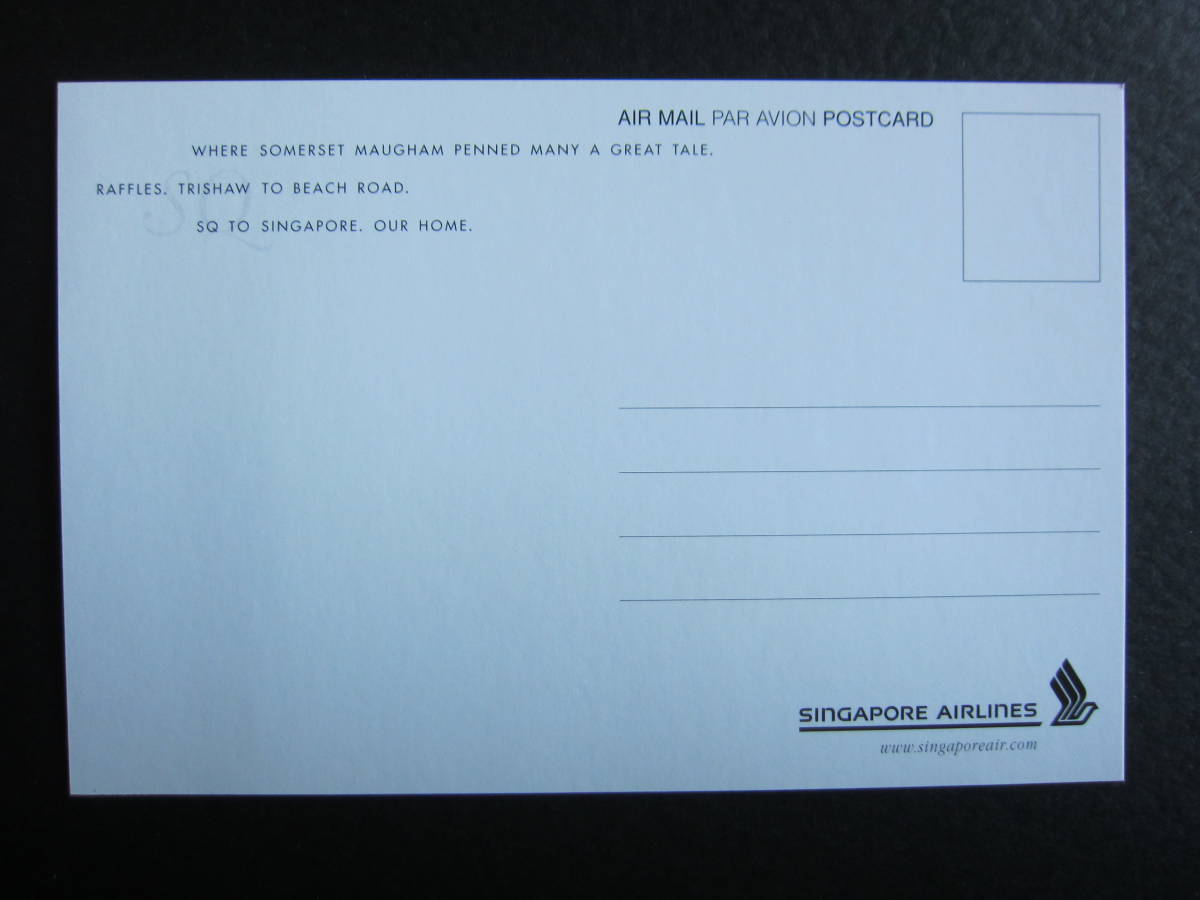 AIR MAIL PAR AVION POSTCARD
WHERE SOMERSET MAUGHAM PENNED MANY A GREAT TALE.
RAFFLES. TRISHAW TO BEACH ROAD.
SQ
SQ TO SINGAPORE. OUR HOME.
SINGAPORE AIRLINES
www.singaporeair.com